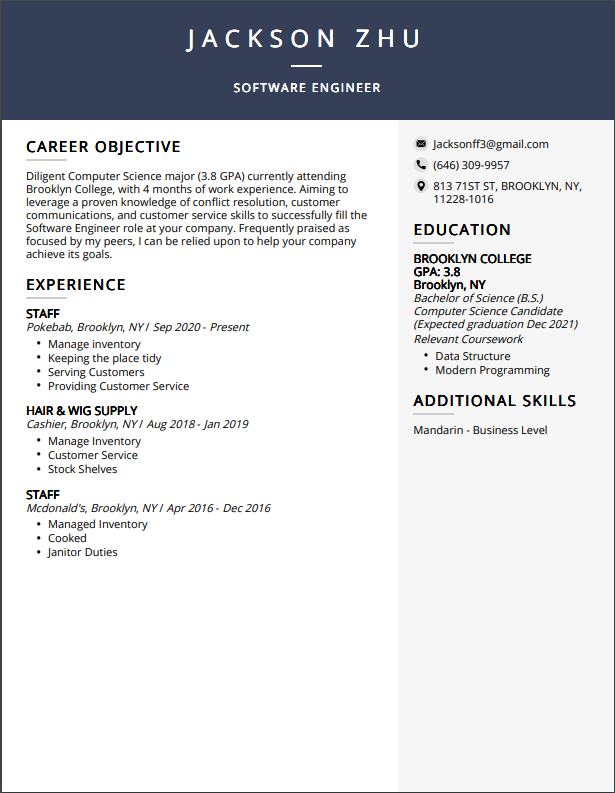 JACKSON ZHU
SOFTWARE ENGINEER
CAREER OBJECTIVE
Diligent Computer Science major (3.8 GPA) currently attending
Brooklyn College, with 4 months of work experience. Aiming to
leverage a proven knowledge of conflict resolution, customer
communications, and customer service skills to successfully fill the
Software Engineer role at your company. Frequently praised as
focused by my peers, I can be relied upon to help your company
achieve its goals.
EXPERIENCE
STAFF
Pokebab, Brooklyn, NY / Sep 2020 - Present
• Manage inventory
• Keeping the place tidy
• Serving Customers
• Providing Customer Service
HAIR & WIG SUPPLY
Cashier, Brooklyn, NY / Aug 2018 - Jan 2019
• Manage Inventory
• Customer Service
• Stock Shelves
STAFF
Mcdonald's, Brooklyn, NY / Apr 2016 - Dec 2016
• Managed Inventory
• Cooked
• Janitor Duties
Jacksonff3@gmail.com
(646) 309-9957
813 71ST ST, BROOKLYN, NY,
11228-1016
EDUCATION
BROOKLYN COLLEGE
GPA: 3.8
Brooklyn, NY
Bachelor of Science (B.S.)
Computer Science Candidate
(Expected graduation Dec 2021)
Relevant Coursework
• Data Structure
• Modern Programming
ADDITIONAL SKILLS
Mandarin - Business Level